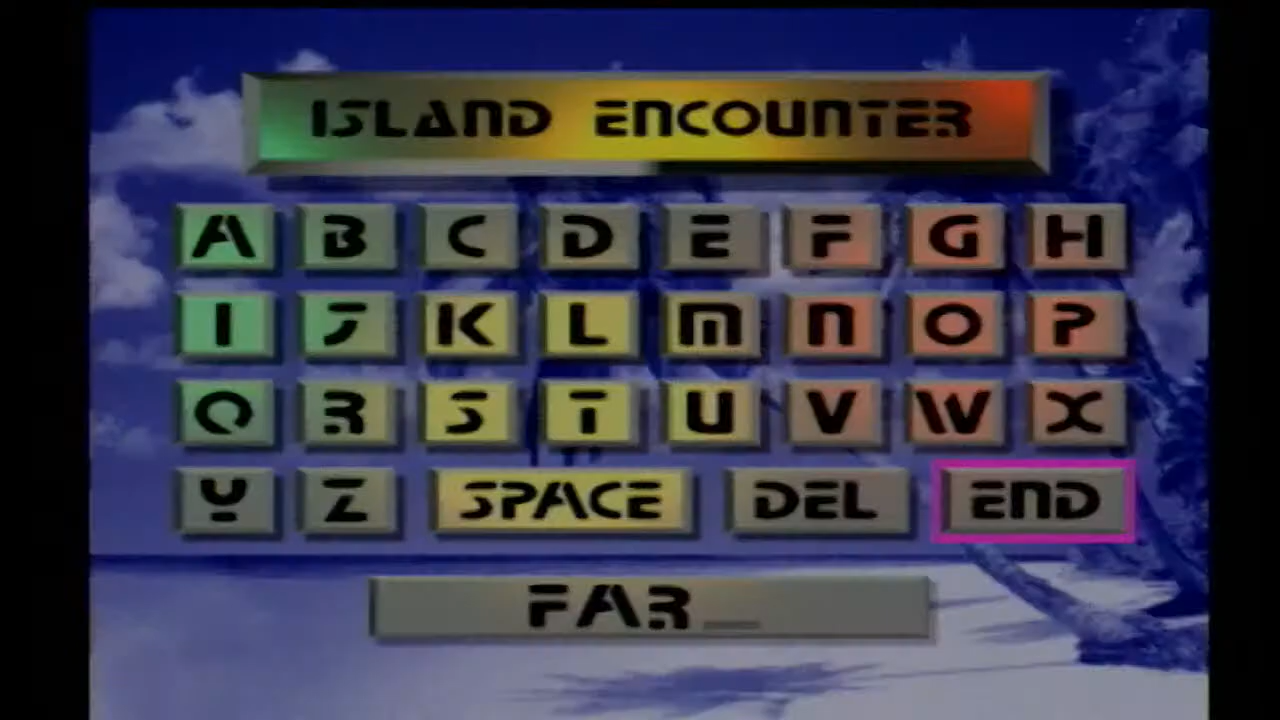 ISLAND ENCOUNTER
A B C D E F G H
I J K L M N O P
Q R S T U V W X
Y Z SPACE DEL END
FAR_